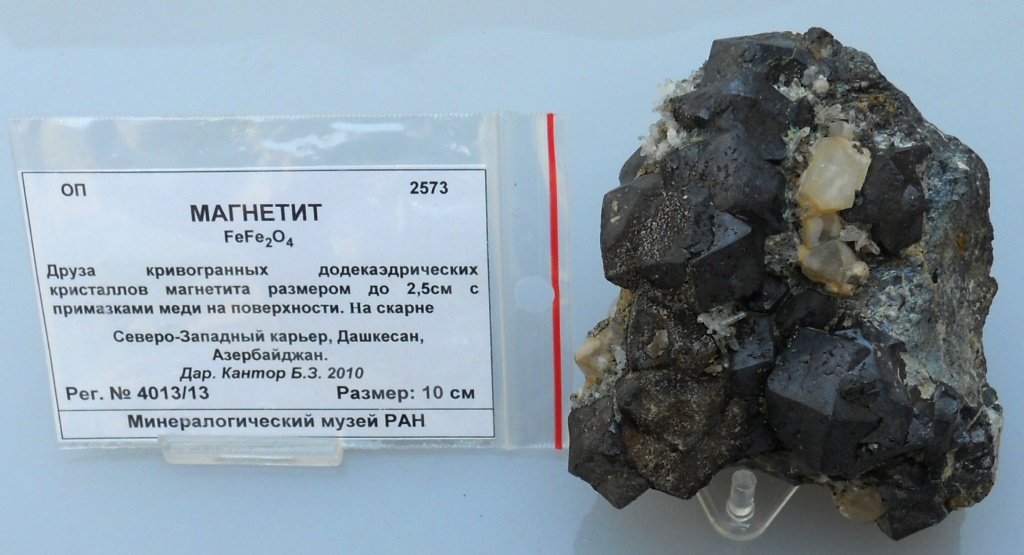 ОП 2573
МАГНЕТИТ
FeFe₂O₄
Друза кривогранных додекаэдрических
кристаллов магнетита размером до 2,5см с
примазками меди на поверхности. На скарне
Северо-Западный карьер, Дашкесан,
Азербайджан.
Дар. Кантор Б.З. 2010
Рег. № 4013/13 Размер: 10 см
Минералогический музей РАН